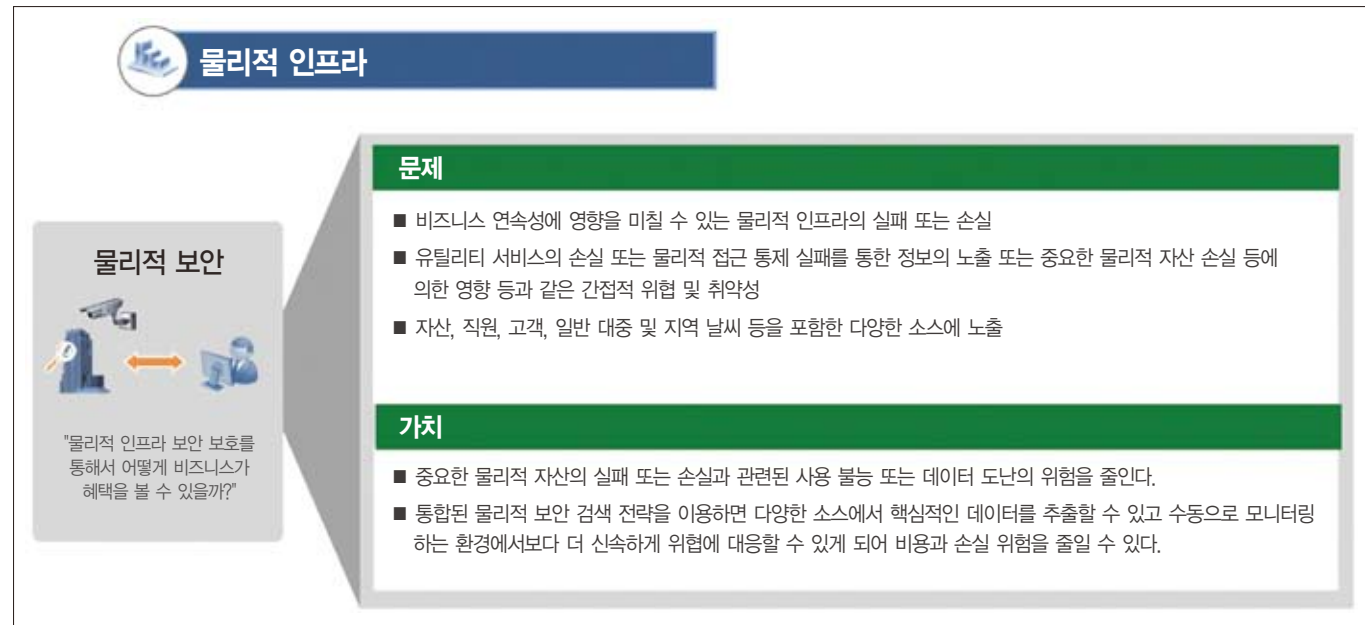 물리적 인프라
물리적 보안
"물리적 인프라 보안 보호를
통해서 어떻게 비즈니스가
혜택을 볼 수 있을까?"
문제
■ 비즈니스 연속성에 영향을 미칠 수 있는 물리적 인프라의 실패 또는 손실
■ 유틸리티 서비스의 손실 또는 물리적 접근 통제 실패를 통한 정보의 노출 또는 중요한 물리적 자산 손실 등에
의한 영향 등과 같은 간접적 위협 및 취약성
■ 자산, 직원, 고객, 일반 대중 및 지역 날씨 등을 포함한 다양한 소스에 노출
가치
■ 중요한 물리적 자산의 실패 또는 손실과 관련된 사용 불능 또는 데이터 도난의 위험을 줄인다.
■ 통합된 물리적 보안 검색 전략을 이용하면 다양한 소스에서 핵심적인 데이터를 추출할 수 있고 수동으로 모니터링
하는 환경에서보다 더 신속하게 위협에 대응할 수 있게 되어 비용과 손실 위험을 줄일 수 있다.